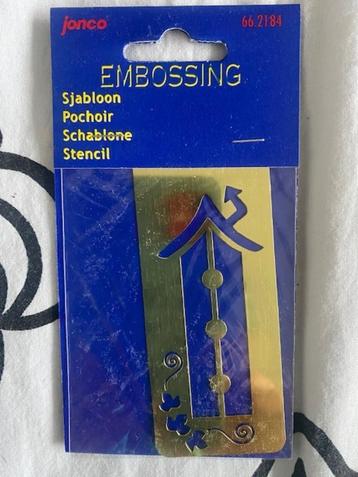 jonco
66.2184
EMBOSSING
Sjabloon
Pochoir
Schablone
Stencil